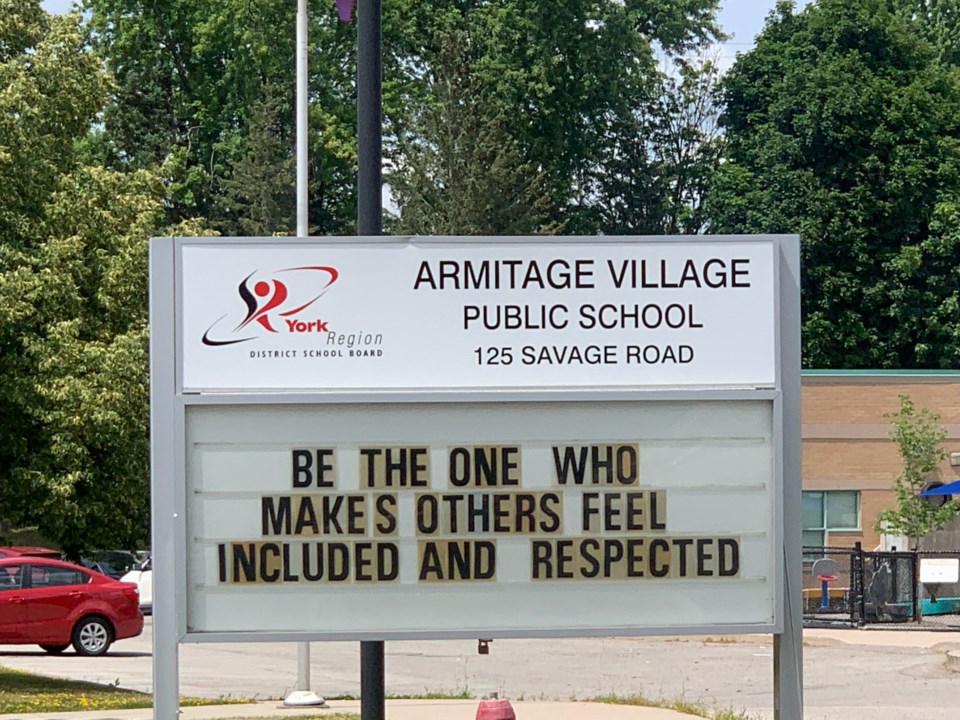 ARMITAGE VILLAGE
PUBLIC SCHOOL
125 SAVAGE ROAD
York
Region
DISTRICT SCHOOL BOARD
BE THE ONE WHO
MAKES OTHERS FEEL
INCLUDED AND RESPECTED